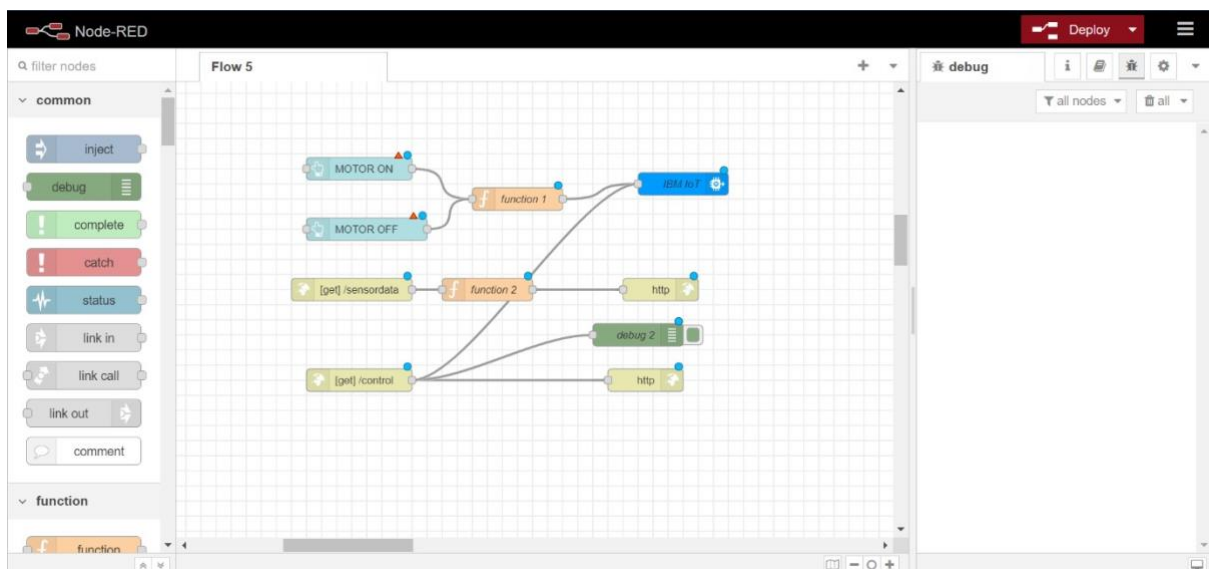 Node-RED
Deploy
filter nodes
common
inject
debug
complete
catch
status
link in
link call
link out
comment
function
function
Flow 5
MOTOR ON
MOTOR OFF
function 1
IBM IoT
[get] /sensordata
function 2
http
debug 2
[get] /control
http
debug
i
all nodes
all